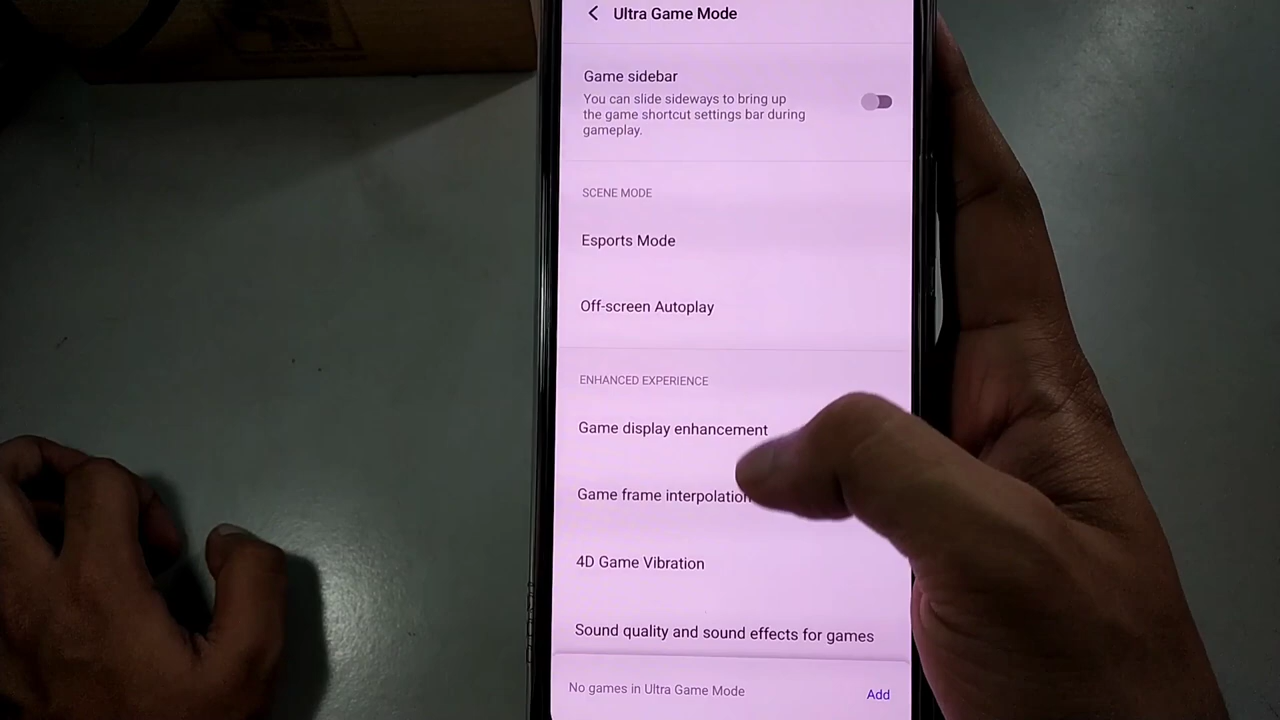 Ultra Game Mode
Game sidebar
You can slide sideways to bring up
the game shortcut settings bar during
gameplay.
SCENE MODE
Esports Mode
Off-screen Autoplay
ENHANCED EXPERIENCE
Game display enhancement
Game frame interpolation
4D Game Vibration
Sound quality and sound effects for games
No games in Ultra Game Mode
Add